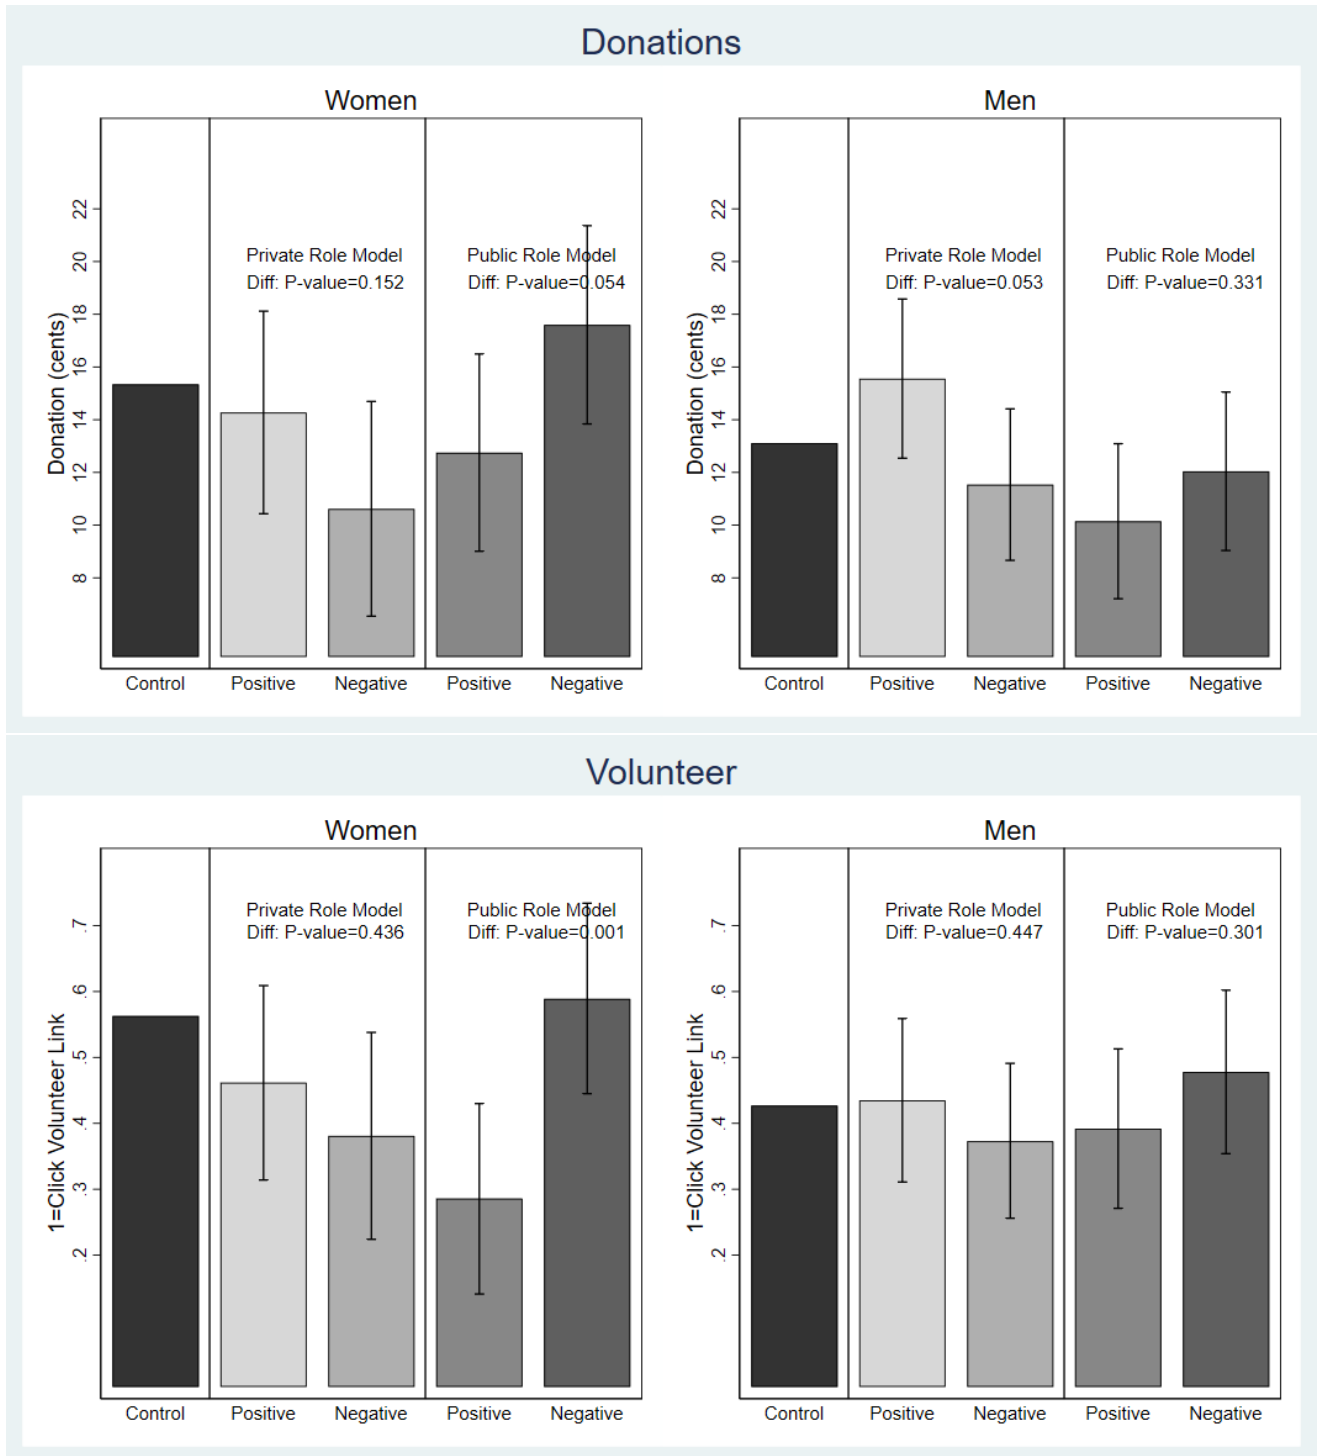 Donations
Women
Men
Donation (cents)
22
20
18
16
14
12
10
8
Private Role Model
Diff: P-value=0.152
Public Role Model
Diff: P-value=0.054
Control
Positive
Negative
Positive
Negative
Donation (cents)
22
20
18
16
14
12
10
8
Private Role Model
Diff: P-value=0.053
Public Role Model
Diff: P-value=0.331
Control
Positive
Negative
Positive
Negative
Volunteer
Women
Men
1=Click Volunteer Link
.7
.6
.5
.4
.3
.2
Private Role Model
Diff: P-value=0.436
Public Role Model
Diff: P-value=0.001
Control
Positive
Negative
Positive
Negative
1=Click Volunteer Link
.7
.6
.5
.4
.3
.2
Private Role Model
Diff: P-value=0.447
Public Role Model
Diff: P-value=0.301
Control
Positive
Negative
Positive
Negative